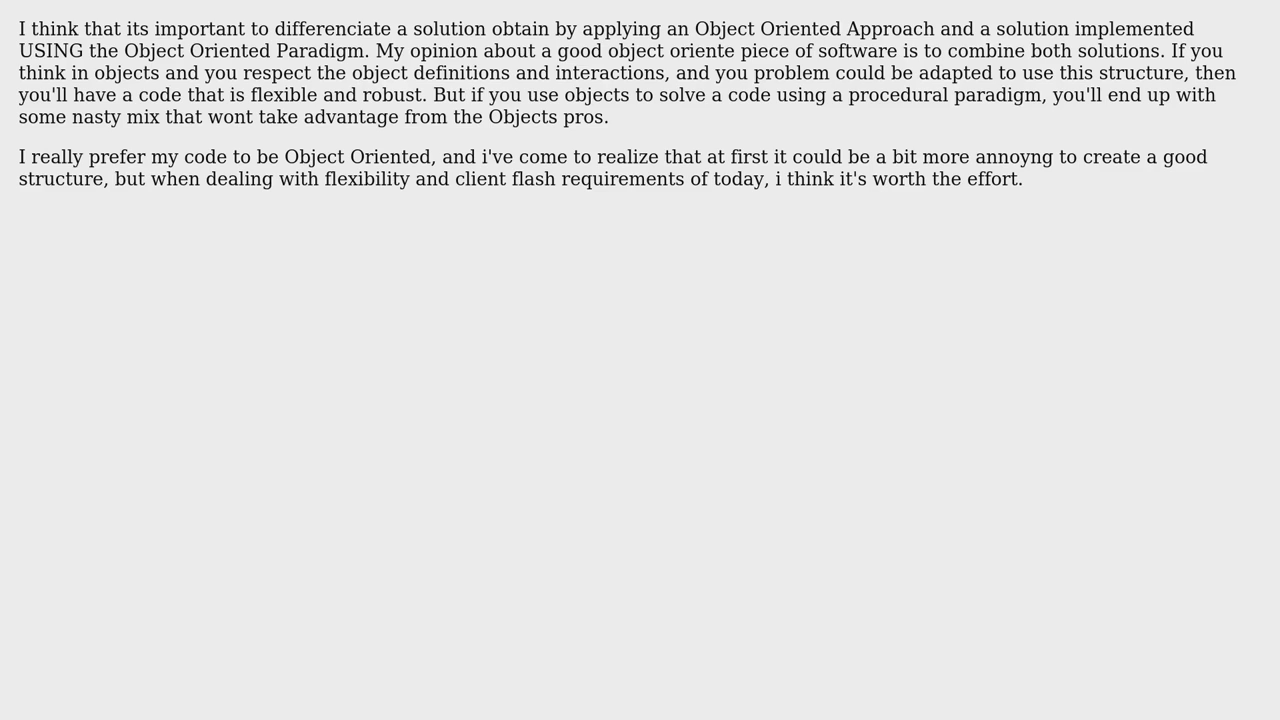 I think that its important to differenciate a solution obtain by applying an Object Oriented Approach and a solution implemented
USING the Object Oriented Paradigm. My opinion about a good object oriente piece of software is to combine both solutions. If you
think in objects and you respect the object definitions and interactions, and you problem could be adapted to use this structure, then
you'll have a code that is flexible and robust. But if you use objects to solve a code using a procedural paradigm, you'll end up with
some nasty mix that wont take advantage from the Objects pros.
I really prefer my code to be Object Oriented, and i've come to realize that at first it could be a bit more annoyng to create a good
structure, but when dealing with flexibility and client flash requirements of today, i think it's worth the effort.